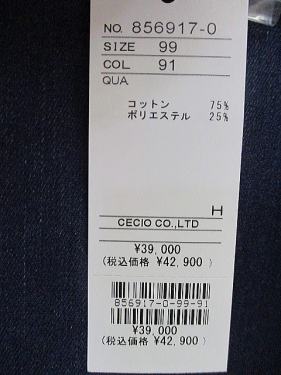 NO. 856917-0
SIZE 99
COL 91
QUA
コットン 75%
ポリエステル 25%
H
CECIO CO.,LTD
¥39,000
(税込価格 ¥42,900 )
856917-0-99-91
¥39,000
(税込価格 ¥42,900 )